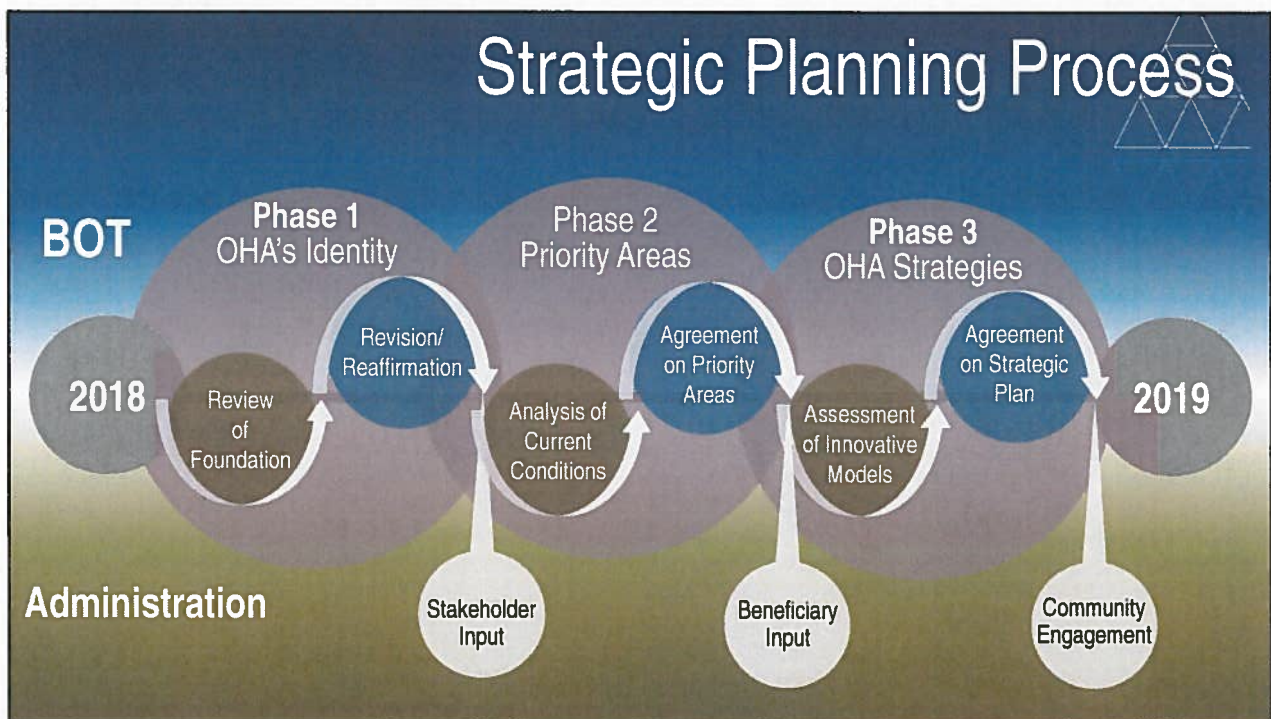 Strategic Planning Process
BOT
Phase 1
OHA's Identity
Phase 2
Priority Areas
Phase 3
OHA Strategies
2018
Review
of
Foundation
Revision/
Reaffirmation
Analysis of
Current
Conditions
Agreement
on Priority
Areas
Assessment
of Innovative
Models
Agreement
on Strategic
Plan
2019
Administration
Stakeholder
Input
Beneficiary
Input
Community
Engagement